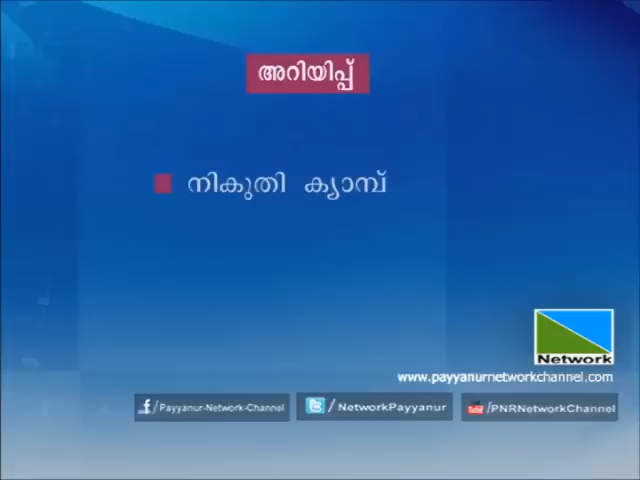 അറിയിപ്പ്
നികുതി ക്യാമ്പ്
Network
www.payyanurnetworkchannel.com
f/Payyanur-Network-Channel
/NetworkPayyanur
/PNRNetworkChannel